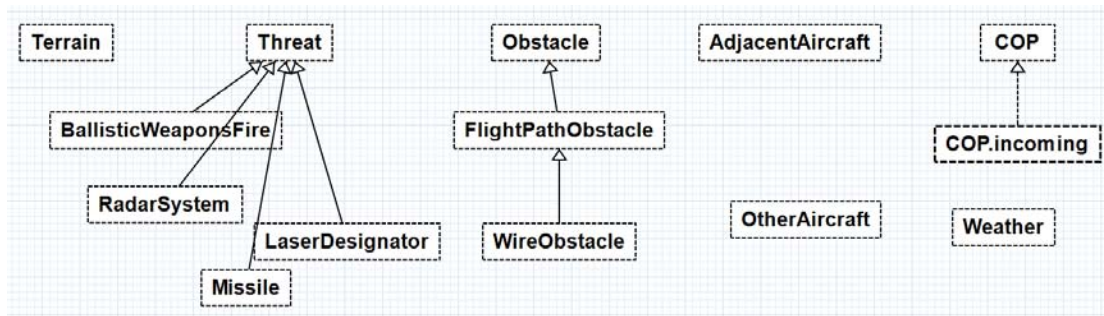 Terrain
Threat
Obstacle
AdjacentAircraft
COP
BallisticWeaponsFire
FlightPathObstacle
COP.incoming
RadarSystem
OtherAircraft
Weather
LaserDesignator
WireObstacle
Missile